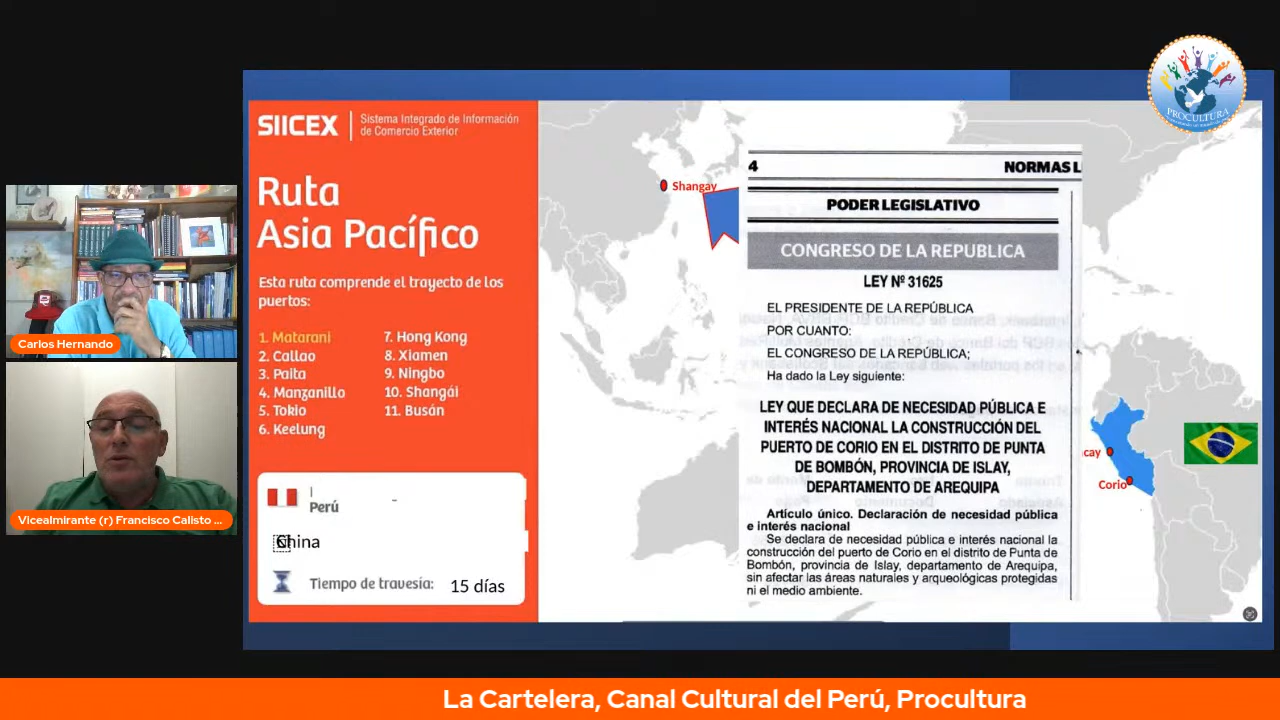 SIICEX
Sistema Integrado de Información
de Comercio Exterior
Ruta
Asia Pacífico
Esta ruta comprende el trayecto de los
puertos:
1. Matarani
2. Callao
3. Paita
4. Manzanillo
5. Tokio
6. Keelung
7. Hong Kong
8. Xiamen
9. Ningbo
10. Shangái
11. Busán
Perú
China
Tiempo de travesía:
15 días
Shangay
4
NORMAS L
PODER LEGISLATIVO
CONGRESO DE LA REPUBLICA
LEY Nº 31625
EL PRESIDENTE DE LA REPÚBLICA
POR CUANTO:
EL CONGRESO DE LA REPÚBLICA;
Ha dado la Ley siguiente:
LEY QUE DECLARA DE NECESIDAD PÚBLICA E
INTERÉS NACIONAL LA CONSTRUCCIÓN DEL
PUERTO DE CORIO EN EL DISTRITO DE PUNTA
DE BOMBÓN, PROVINCIA DE ISLAY,
DEPARTAMENTO DE AREQUIPA
Artículo único. Declaración de necesidad pública
e interés nacional
Se declara de necesidad pública e interés nacional la
construcción del puerto de Corio en el distrito de Punta de
Bombón, provincia de Islay, departamento de Arequipa,
sin afectar las áreas naturales y arqueológicas protegidas
ni el medio ambiente.
cay
Corio
PROCULTURA
Carlos Hernando
Vicealmirante (r) Francisco Calisto ...
La Cartelera, Canal Cultural del Perú, Procultura